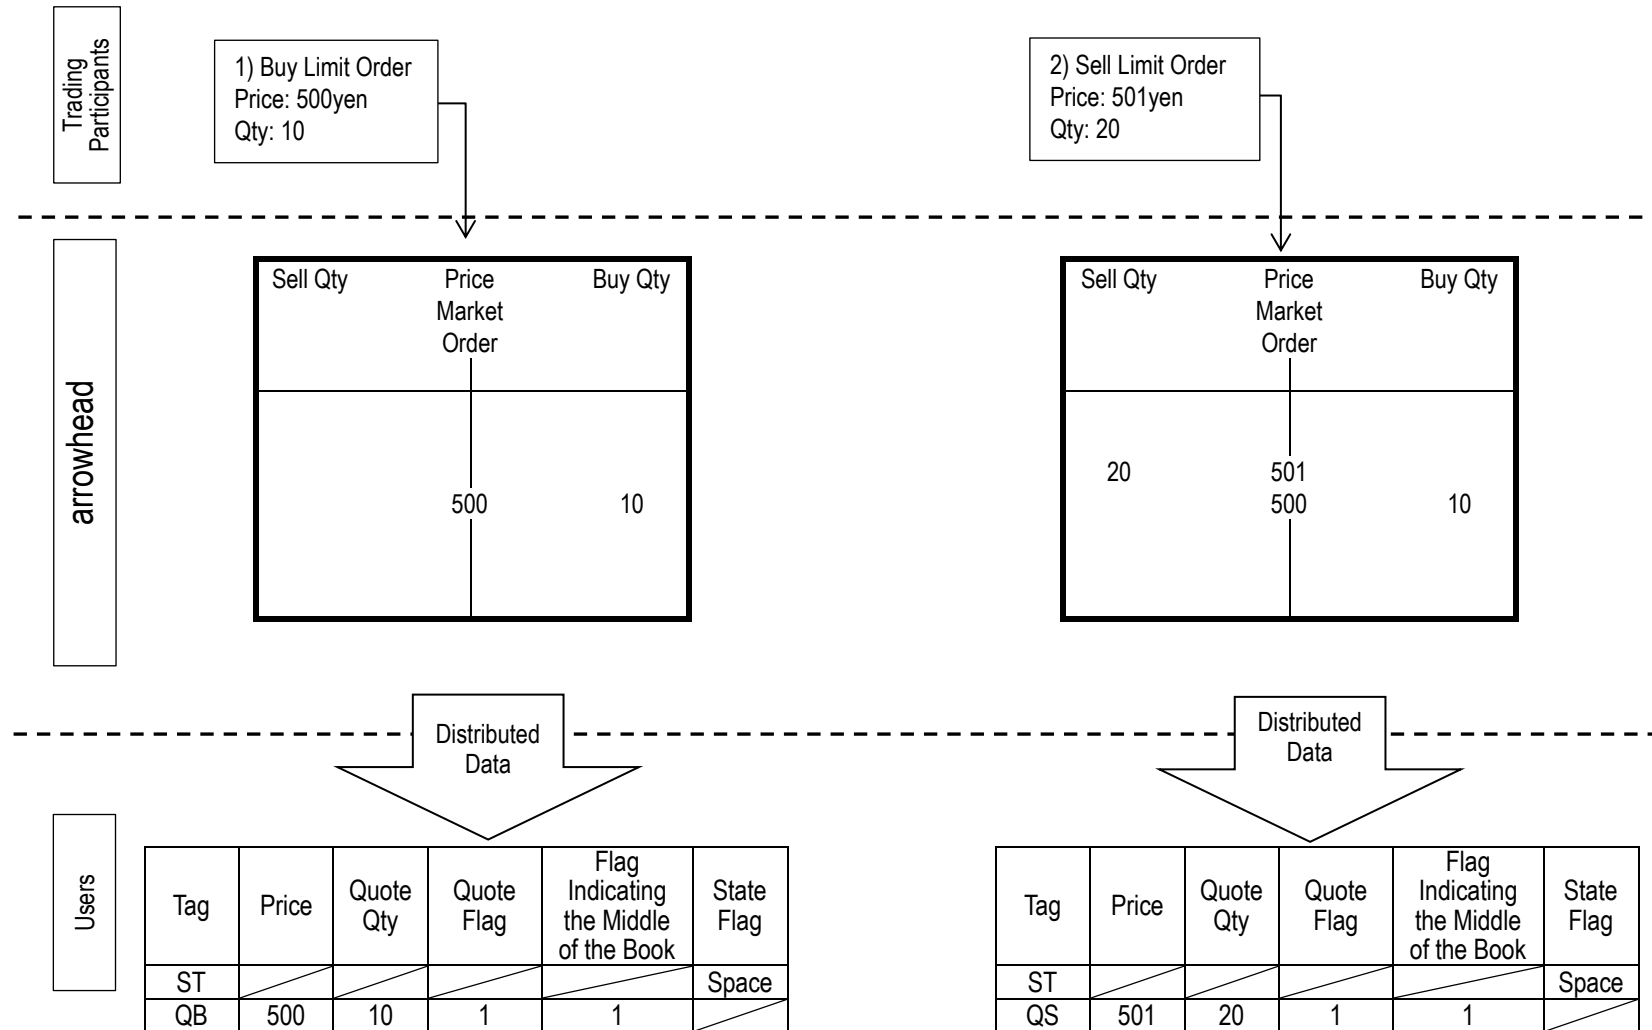 Trading
Participants
1) Buy Limit Order
Price: 500yen
Qty: 10
2) Sell Limit Order
Price: 501yen
Qty: 20
arrowhead
Sell Qty Price Buy Qty
Market
Order
500 10
Sell Qty Price Buy Qty
Market
Order
20 501
500 10
Distributed
Data
Distributed
Data
Users
Tag Price Quote Qty Quote Flag Flag Indicating the Middle of the Book State Flag
ST Space
QB 500 10 1 1
Tag Price Quote Qty Quote Flag Flag Indicating the Middle of the Book State Flag
ST Space
QS 501 20 1 1